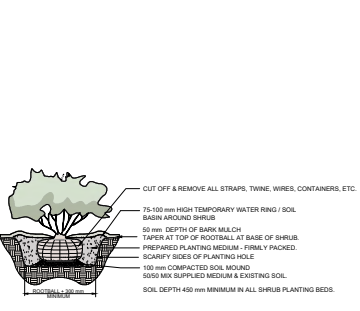 CUT OFF & REMOVE ALL STRAPS, TWINE, WIRES, CONTAINERS, ETC.
75-100 mm HIGH TEMPORARY WATER RING / SOIL
BASIN AROUND SHRUB
50 mm DEPTH OF BARK MULCH
TAPER AT TOP OF ROOTBALL AT BASE OF SHRUB.
PREPARED PLANTING MEDIUM - FIRMLY PACKED.
SCARIFY SIDES OF PLANTING HOLE
100 mm COMPACTED SOIL MOUND
50/50 MIX SUPPLIED MEDIUM & EXISTING SOIL.
SOIL DEPTH 450 mm MINIMUM IN ALL SHRUB PLANTING BEDS.
ROOTBALL + 300 mm
MINIMUM